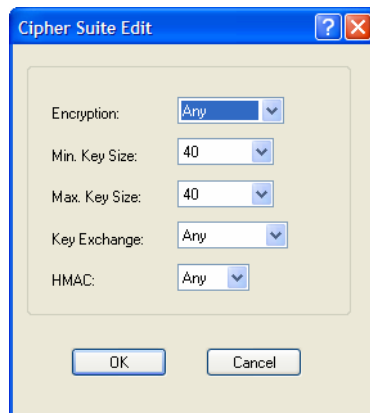 Cipher Suite Edit
Encryption: Any
Min. Key Size: 40
Max. Key Size: 40
Key Exchange: Any
HMAC: Any
OK Cancel